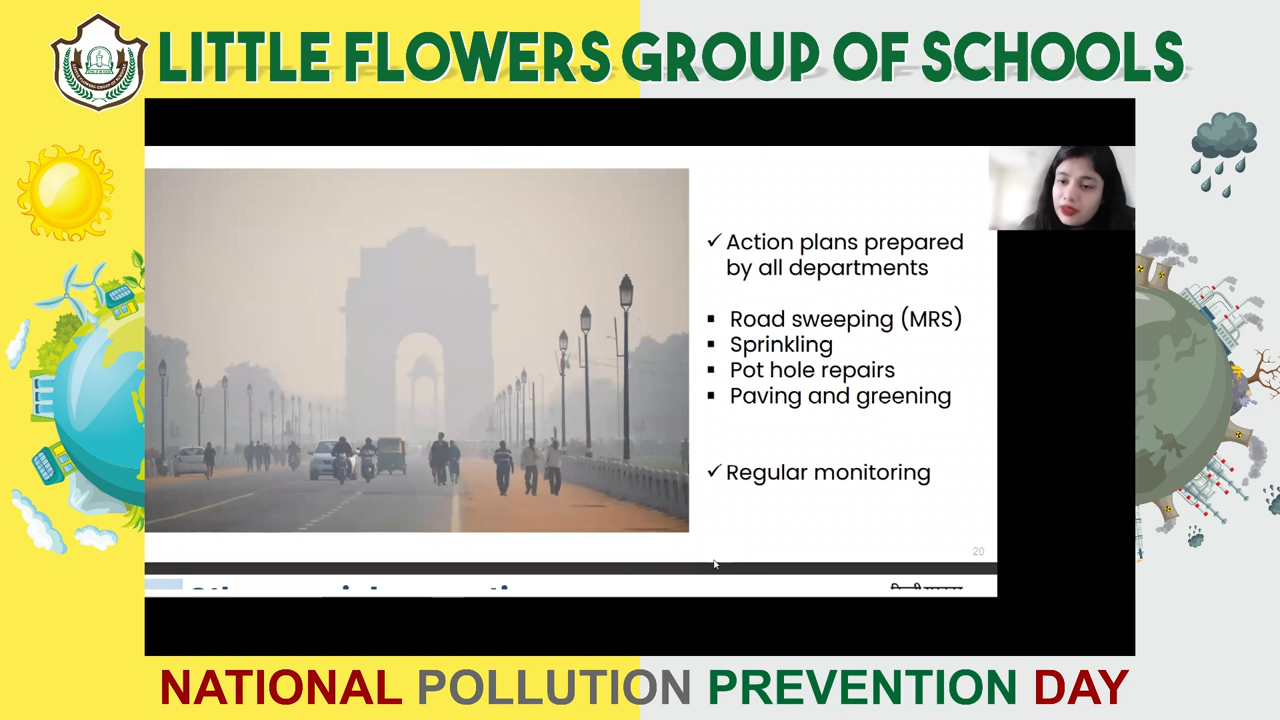 LITTLE FLOWERS GROUP OF SCHOOLS
✓ Action plans prepared
by all departments
▪ Road sweeping (MRS)
▪ Sprinkling
▪ Pot hole repairs
▪ Paving and greening
✓ Regular monitoring
20
NATIONAL POLLUTION PREVENTION DAY